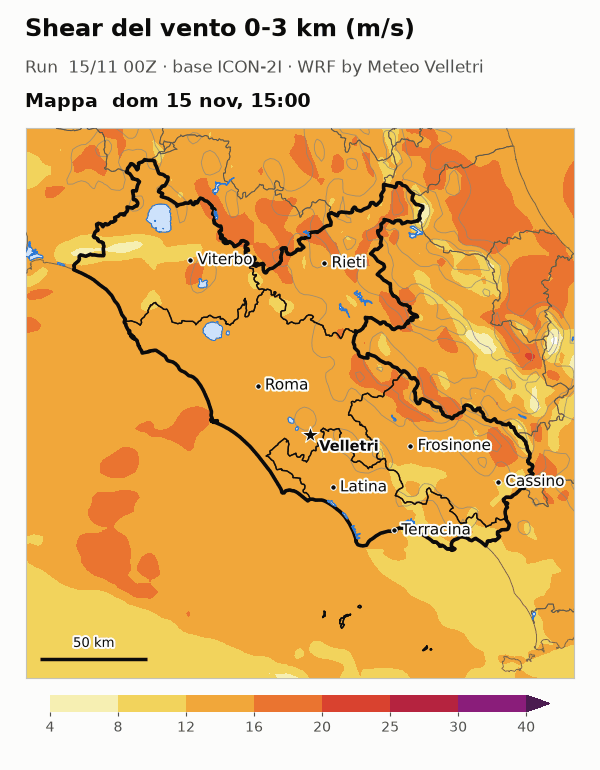 Shear del vento 0-3 km (m/s)
Run  15/11 00Z · base ICON-2I · WRF by Meteo Velletri
Mappa  dom 15 nov, 15:00
Viterbo
Rieti
Roma
Velletri
Frosinone
Cassino
Latina
Terracina
50 km
4 8 12 16 20 25 30 40